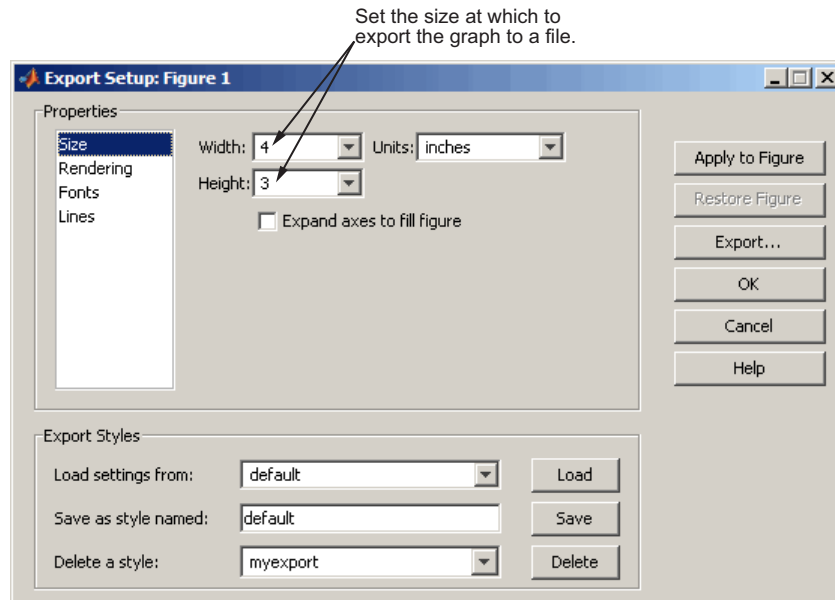 Set the size at which to
export the graph to a file.
Export Setup: Figure 1
Properties
Size
Rendering
Fonts
Lines
Width: 4 Units: inches
Height: 3
Expand axes to fill figure
Apply to Figure
Restore Figure
Export...
OK
Cancel
Help
Export Styles
Load settings from: default Load
Save as style named: default Save
Delete a style: myexport Delete